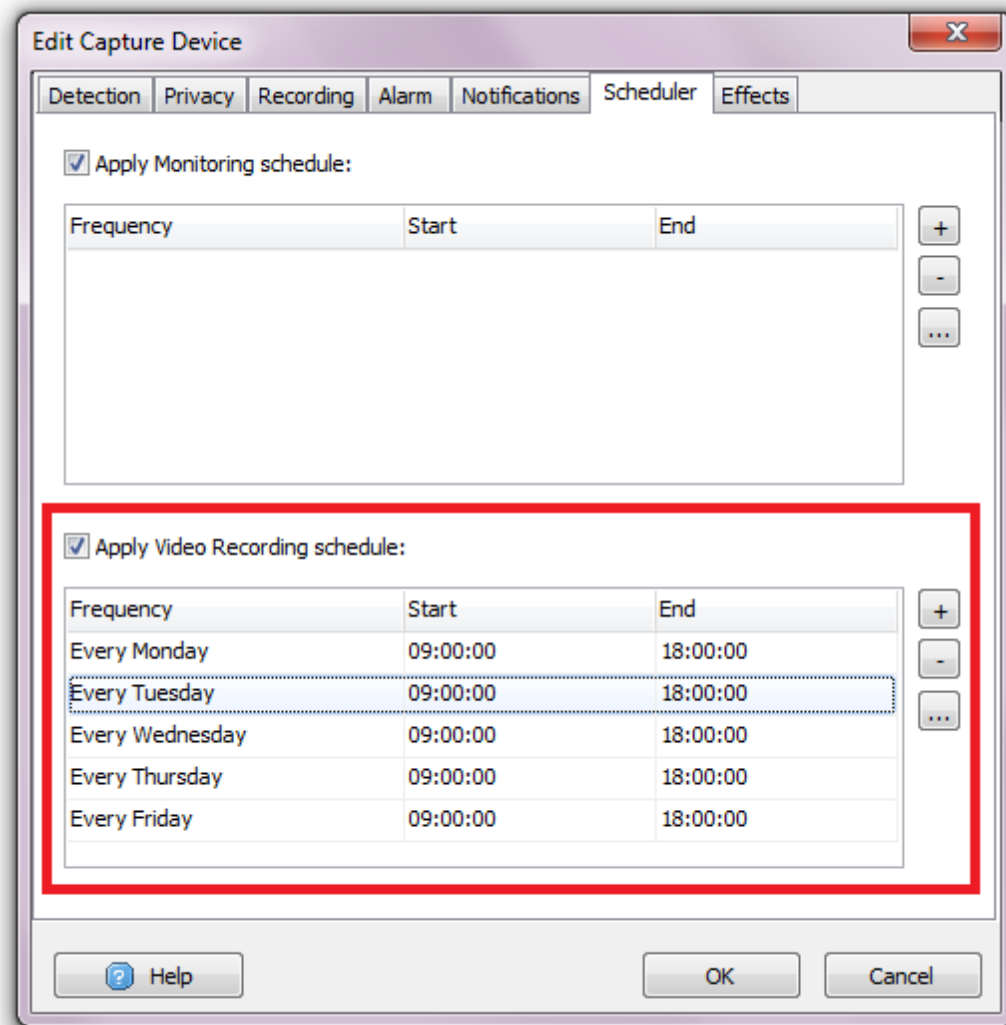 Edit Capture Device
x
Detection Privacy Recording Alarm Notifications Scheduler Effects
Apply Monitoring schedule:
Frequency Start End
+
-
...
Apply Video Recording schedule:
Frequency Start End +
Every Monday 09:00:00 18:00:00 -
Every Tuesday 09:00:00 18:00:00 ...
Every Wednesday 09:00:00 18:00:00
Every Thursday 09:00:00 18:00:00
Every Friday 09:00:00 18:00:00
? Help OK Cancel